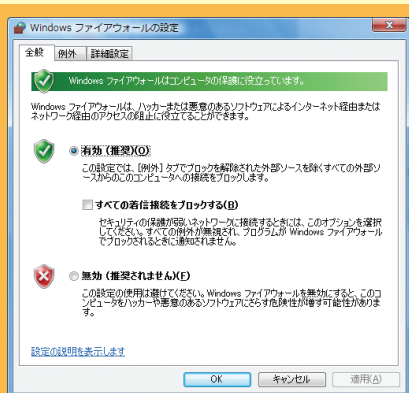 Windows ファイアウォールの設定
全般 例外 詳細設定
Windows ファイアウォールはコンピュータの保護に役立っています。
Windows ファイアウォールは、ハッカーまたは悪意のあるソフトウェアによるインターネット経由または
ネットワーク経由のアクセスの阻止に役立てることができます。
有効 (推奨)(O)
この設定では、[例外] タブでブロックを解除された外部ソースを除くすべての外部ソ
ースからのこのコンピュータへの接続をブロックします。
すべての着信接続をブロックする(B)
セキュリティの保護が弱いネットワークに接続するときには、このオプションを選択
してください。すべての例外が無視され、プログラムが Windows ファイアウォール
でブロックされるときに通知されません。
無効 (推奨されません)(F)
この設定の使用は避けてください。Windows ファイアウォールを無効にすると、このコ
ンピュータをハッカーや悪意のあるソフトウェアにさらす危険性が増す可能性がありま
す。
設定の説明を表示します
OK キャンセル 適用(A)